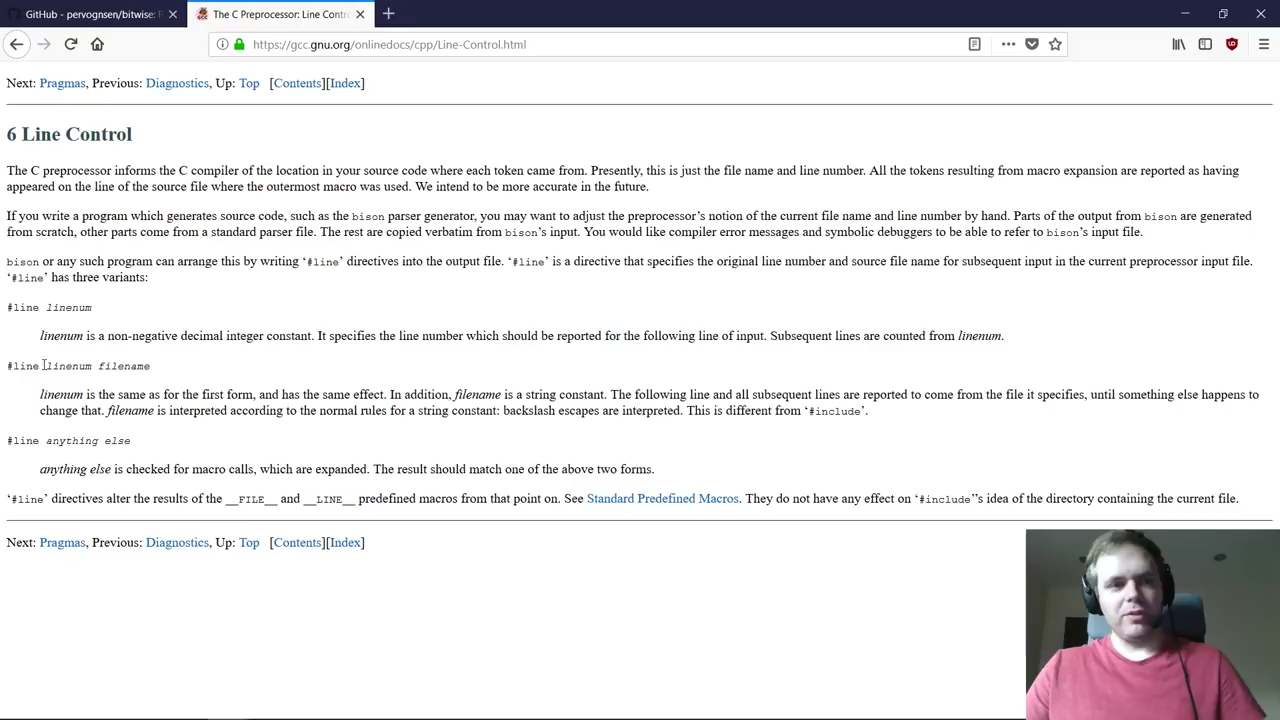 GitHub - pervognsen/bitwise: 
The C Preprocessor: Line Contro
https://gcc.gnu.org/onlinedocs/cpp/Line-Control.html
Next: Pragmas, Previous: Diagnostics, Up: Top [Contents][Index]
6 Line Control
The C preprocessor informs the C compiler of the location in your source code where each token came from. Presently, this is just the file name and line number. All the tokens resulting from macro expansion are reported as having
appeared on the line of the source file where the outermost macro was used. We intend to be more accurate in the future.
If you write a program which generates source code, such as the bison parser generator, you may want to adjust the preprocessor’s notion of the current file name and line number by hand. Parts of the output from bison are generated
from scratch, other parts come from a standard parser file. The rest are copied verbatim from bison’s input. You would like compiler error messages and symbolic debuggers to be able to refer to bison’s input file.
bison or any such program can arrange this by writing ‘#line’ directives into the output file. ‘#line’ is a directive that specifies the original line number and source file name for subsequent input in the current preprocessor input file.
‘#line’ has three variants:
#line linenum
linenum is a non-negative decimal integer constant. It specifies the line number which should be reported for the following line of input. Subsequent lines are counted from linenum.
#line linenum filename
linenum is the same as for the first form, and has the same effect. In addition, filename is a string constant. The following line and all subsequent lines are reported to come from the file it specifies, until something else happens to
change that. filename is interpreted according to the normal rules for a string constant: backslash escapes are interpreted. This is different from ‘#include’.
#line anything else
anything else is checked for macro calls, which are expanded. The result should match one of the above two forms.
‘#line’ directives alter the results of the __FILE__ and __LINE__ predefined macros from that point on. See Standard Predefined Macros. They do not have any effect on ‘#include’’s idea of the directory containing the current file.
Next: Pragmas, Previous: Diagnostics, Up: Top [Contents][Index]